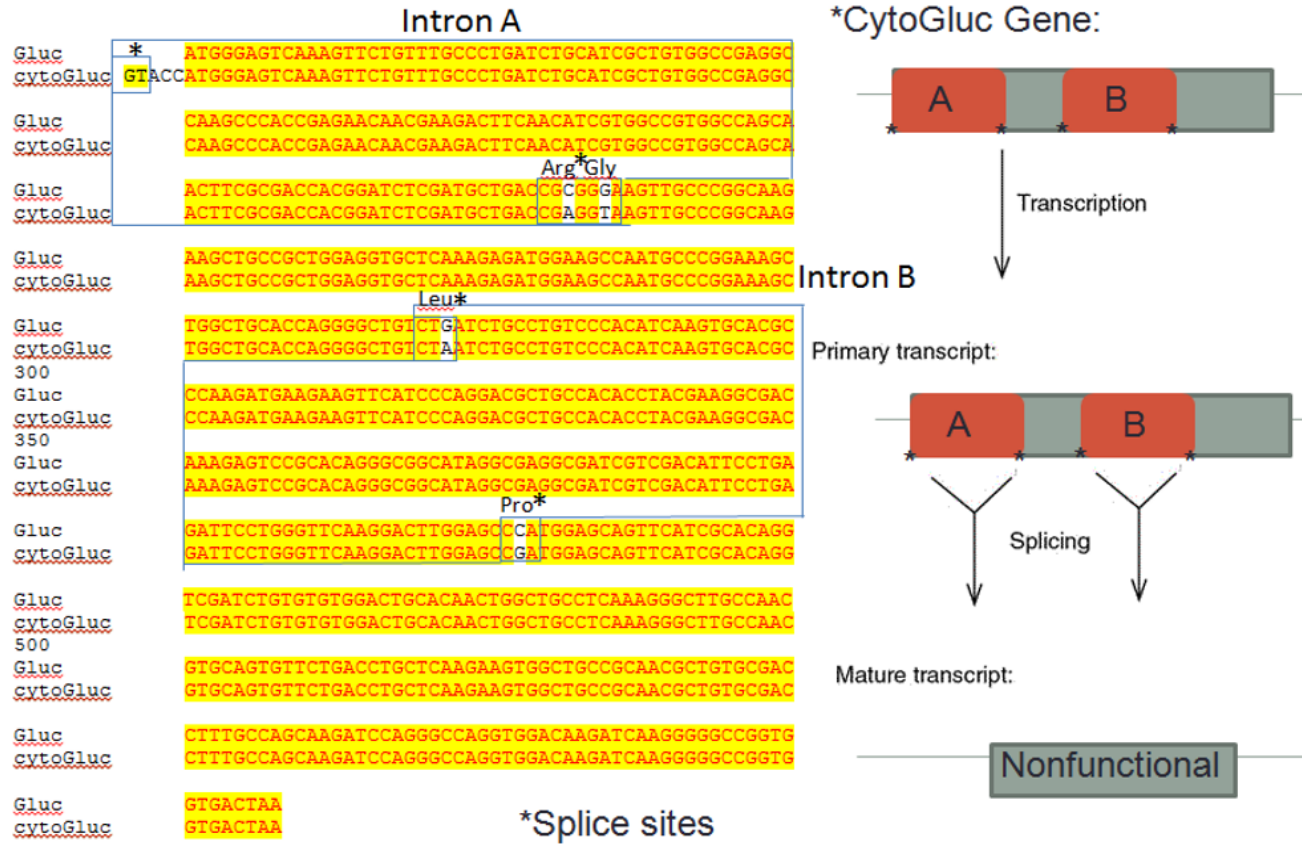 Intron A
*
Gluc ATGGGAGTCAAAGTTCTGTTTGCCCTGATCTGCATCGCTGTGGCCGAGGC
cytoGluc GTACCATGGGAGTCAAAGTTCTGTTTGCCCTGATCTGCATCGCTGTGGCCGAGGC
Gluc CAAGCCCACCGAGAACAACGAAGACTTCAACATCGTGGCCGTGGCCAGCA
cytoGluc CAAGCCCACCGAGAACAACGAAGACTTCAACATCGTGGCCGTGGCCAGCA
Arg*Gly
Gluc ACTTCGCGACCACGGATCTCGATGCTGACCGCGGGAAGTTGCCCGGCAAG
cytoGluc ACTTCGCGACCACGGATCTCGATGCTGACCGAGGTAAGTTGCCCGGCAAG
Gluc AAGCTGCCGCTGGAGGTGCTCAAAGAGATGGAAGCCAATGCCCGGAAAGC
cytoGluc AAGCTGCCGCTGGAGGTGCTCAAAGAGATGGAAGCCAATGCCCGGAAAGC
Intron B
Leu*
Gluc TGGCTGCACCAGGGGCTGTCTGATCTGCCTGTCCCACATCAAGTGCACGC
cytoGluc TGGCTGCACCAGGGGCTGTCTAATCTGCCTGTCCCACATCAAGTGCACGC
300
Gluc CCAAGATGAAGAAGTTCATCCCAGGACGCTGCCACACCTACGAAGGCGAC
cytoGluc CCAAGATGAAGAAGTTCATCCCAGGACGCTGCCACACCTACGAAGGCGAC
350
Gluc AAAGAGTCCGCACAGGGCGGCATAGGCGAGGCGATCGTCGACATTCCTGA
cytoGluc AAAGAGTCCGCACAGGGCGGCATAGGCGAGGCGATCGTCGACATTCCTGA
Pro*
Gluc GATTCCTGGGTTCAAGGACTTGGAGCCCATGGAGCAGTTCATCGCACAGG
cytoGluc GATTCCTGGGTTCAAGGACTTGGAGCCGATGGAGCAGTTCATCGCACAGG
Gluc TCGATCTGTGTGTGGACTGCACAACTGGCTGCCTCAAAGGGCTTGCCAAC
cytoGluc TCGATCTGTGTGTGGACTGCACAACTGGCTGCCTCAAAGGGCTTGCCAAC
500
Gluc GTGCAGTGTTCTGACCTGCTCAAGAAGTGGCTGCCGCAACGCTGTGCGAC
cytoGluc GTGCAGTGTTCTGACCTGCTCAAGAAGTGGCTGCCGCAACGCTGTGCGAC
Gluc CTTTGCCAGCAAGATCCAGGGCCAGGTGGACAAGATCAAGGGGGCCGGTG
cytoGluc CTTTGCCAGCAAGATCCAGGGCCAGGTGGACAAGATCAAGGGGGCCGGTG
Gluc GTGACTAA
cytoGluc GTGACTAA
*Splice sites
*CytoGluc Gene:
A B
* * * *
Transcription
Primary transcript:
A B
* * * *
Splicing
Mature transcript:
Nonfunctional